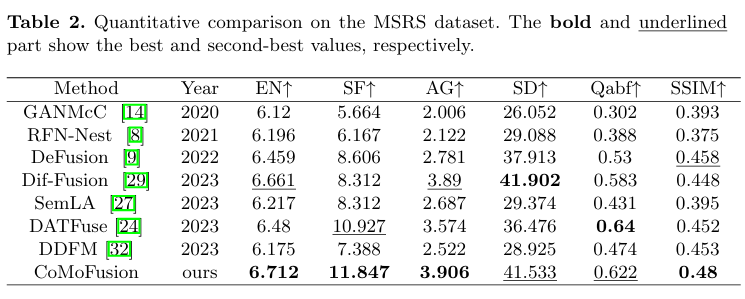 Table 2. Quantitative comparison on the MSRS dataset. The bold and underlined
part show the best and second-best values, respectively.
Method Year EN↑ SF↑ AG↑ SD↑ Qabf↑ SSIM↑
GANMcC [14] 2020 6.12 5.664 2.006 26.052 0.302 0.393
RFN-Nest [8] 2021 6.196 6.167 2.122 29.088 0.388 0.375
DeFusion [9] 2022 6.459 8.606 2.781 37.913 0.53 0.458
Dif-Fusion [29] 2023 6.661 8.312 3.89 41.902 0.583 0.448
SemLA [27] 2023 6.217 8.312 2.687 29.374 0.431 0.395
DATFuse [24] 2023 6.48 10.927 3.574 36.476 0.64 0.452
DDFM [32] 2023 6.175 7.388 2.522 28.925 0.474 0.453
CoMoFusion ours 6.712 11.847 3.906 41.533 0.622 0.48